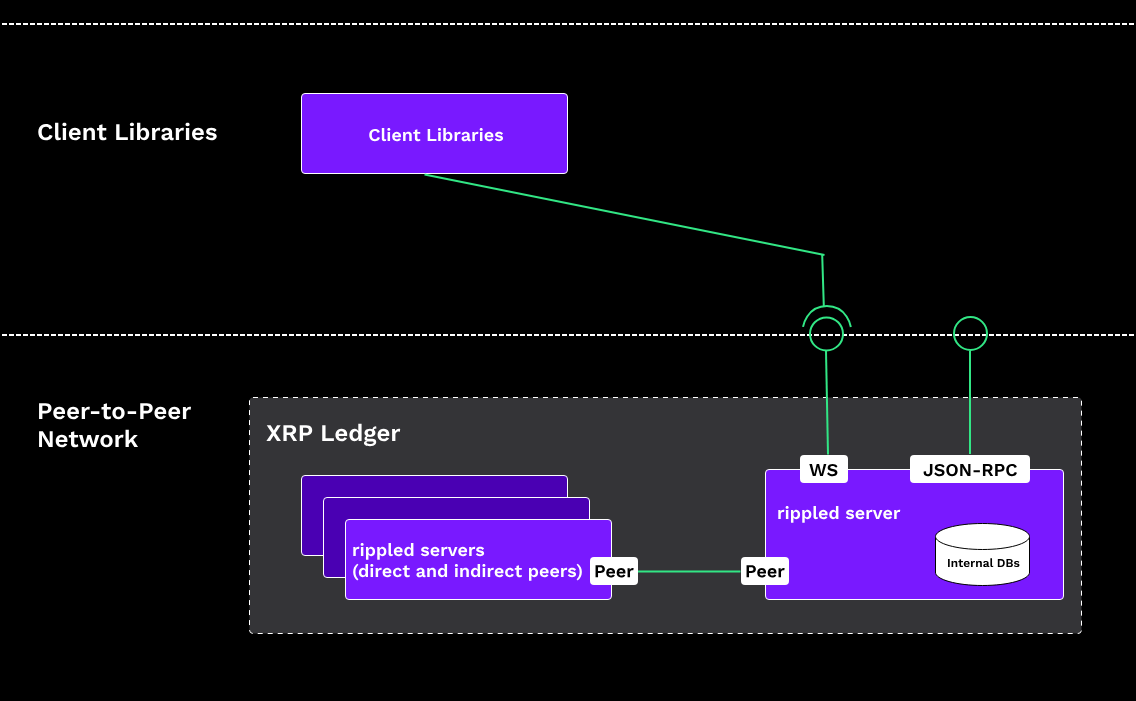 Client Libraries
Client Libraries
Peer-to-Peer
Network
XRP Ledger
WS
JSON-RPC
rippled server
rippled servers
(direct and indirect peers)
Peer
Peer
Internal DBs